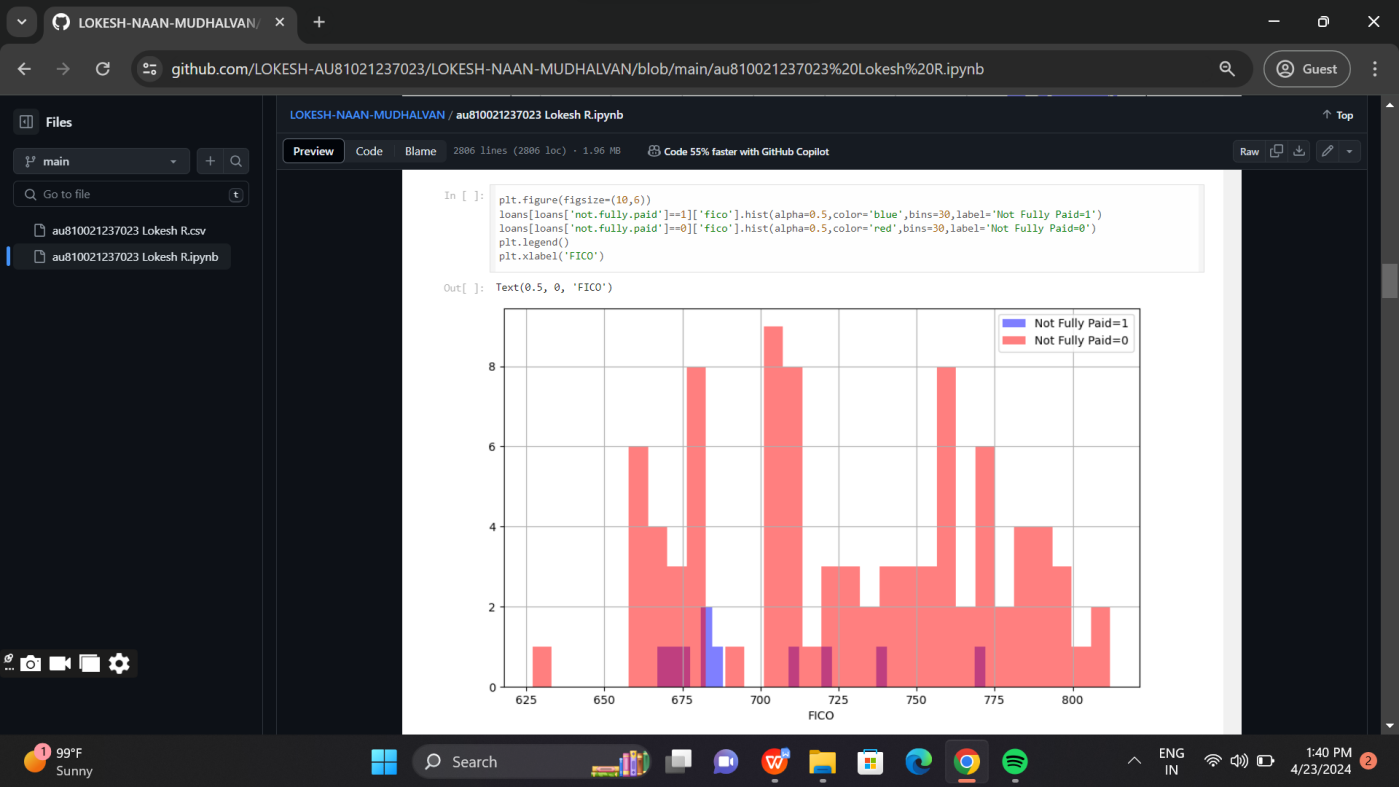 LOKESH-NAAN-MUDHALVAN/
github.com/LOKESH-AU81021237023/LOKESH-NAAN-MUDHALVAN/blob/main/au810021237023%20Lokesh%20R.ipynb
Guest
Files
LOKESH-NAAN-MUDHALVAN / au810021237023 Lokesh R.ipynb
Top
main
Preview
Code
Blame
2806 lines (2806 loc) · 1.96 MB
Code 55% faster with GitHub Copilot
Raw
Go to file
t
au810021237023 Lokesh R.csv
au810021237023 Lokesh R.ipynb
In [ ]:
plt.figure(figsize=(10,6))
loans[loans['not.fully.paid']==1]['fico'].hist(alpha=0.5,color='blue',bins=30,label='Not Fully Paid=1')
loans[loans['not.fully.paid']==0]['fico'].hist(alpha=0.5,color='red',bins=30,label='Not Fully Paid=0')
plt.legend()
plt.xlabel('FICO')
Out[ ]:
Text(0.5, 0, 'FICO')
Not Fully Paid=1
Not Fully Paid=0
8
6
4
2
0
625 650 675 700 725 750 775 800
FICO
1
99°F
Sunny
Search
W
ENG
IN
1:40 PM
4/23/2024
2